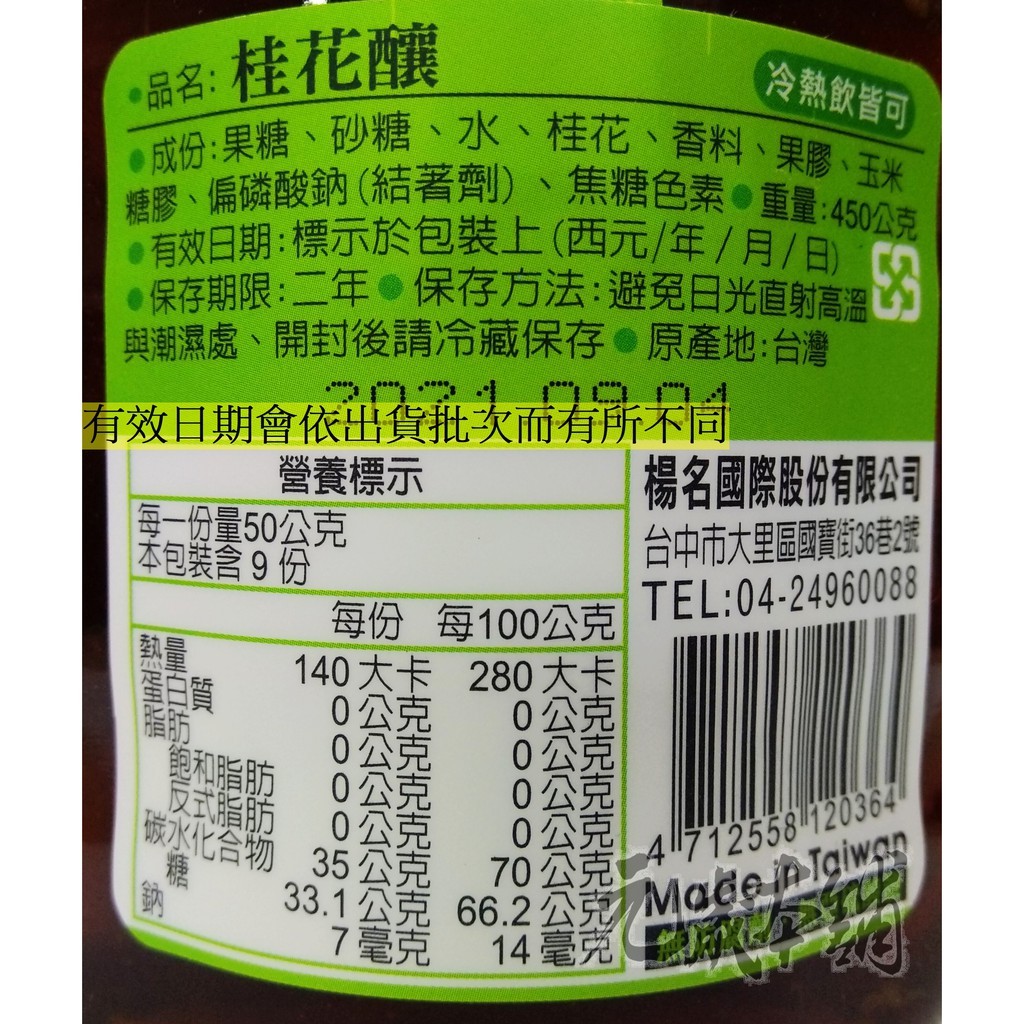 •品名:桂花釀
冷熱飲皆可
•成份:果糖、砂糖、水、桂花、香料、果膠、玉米
糖膠、偏磷酸鈉(結著劑)、焦糖色素•重量:450公克
•有效日期:標示於包裝上(西元/年/月/日)
•保存期限:二年•保存方法:避免日光直射高溫
與潮濕處、開封後請冷藏保存•原產地:台灣
2021.09.04
有效日期會依出貨批次而有所不同
營養標示
每一份量50公克
本包裝含9份
每份 每100公克
熱量 140大卡 280大卡
蛋白質 0公克 0公克
脂肪 0公克 0公克
飽和脂肪 0公克 0公克
反式脂肪 0公克 0公克
碳水化合物 35公克 70公克
糖 33.1公克 66.2公克
鈉 7毫克 14毫克
楊名國際股份有限公司
台中市大里區國寶街36巷2號
TEL:04-24960088
4 712558 120364
Made in Taiwan